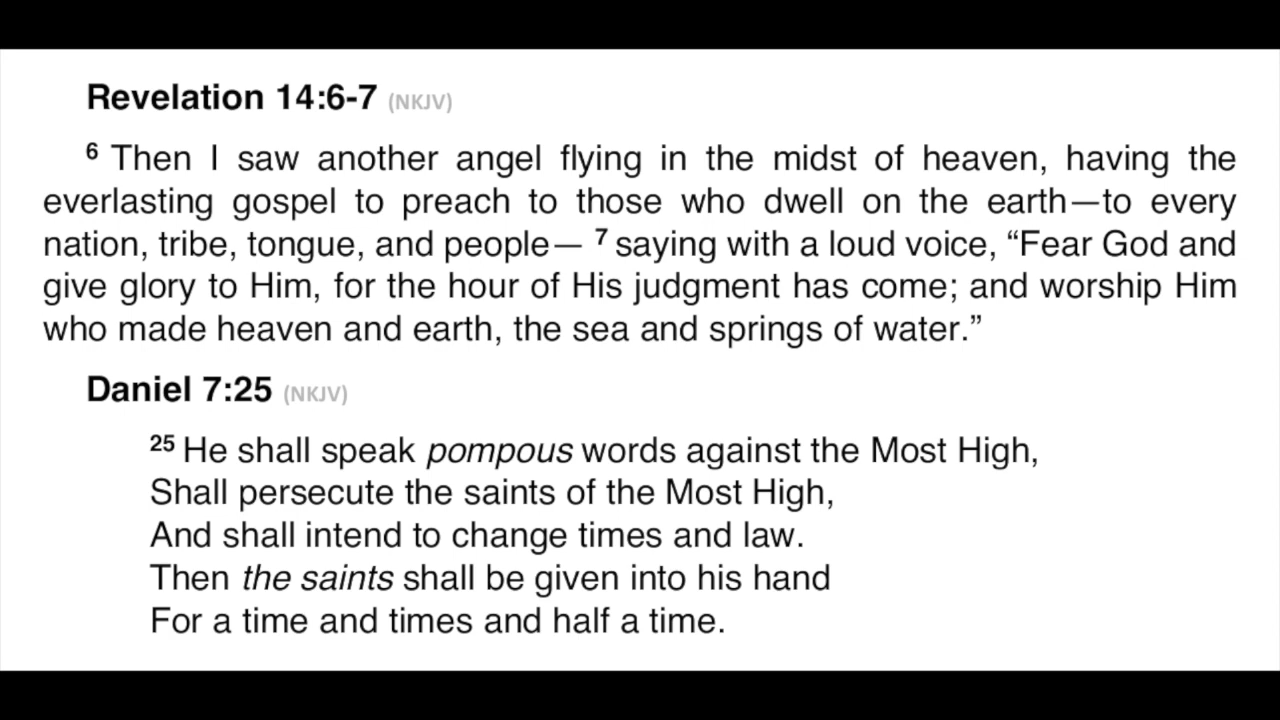 Revelation 14:6-7 (NKJV)
6 Then I saw another angel flying in the midst of heaven, having the
everlasting gospel to preach to those who dwell on the earth—to every
nation, tribe, tongue, and people— 7 saying with a loud voice, “Fear God and
give glory to Him, for the hour of His judgment has come; and worship Him
who made heaven and earth, the sea and springs of water.”
Daniel 7:25 (NKJV)
25 He shall speak pompous words against the Most High,
Shall persecute the saints of the Most High,
And shall intend to change times and law.
Then the saints shall be given into his hand
For a time and times and half a time.